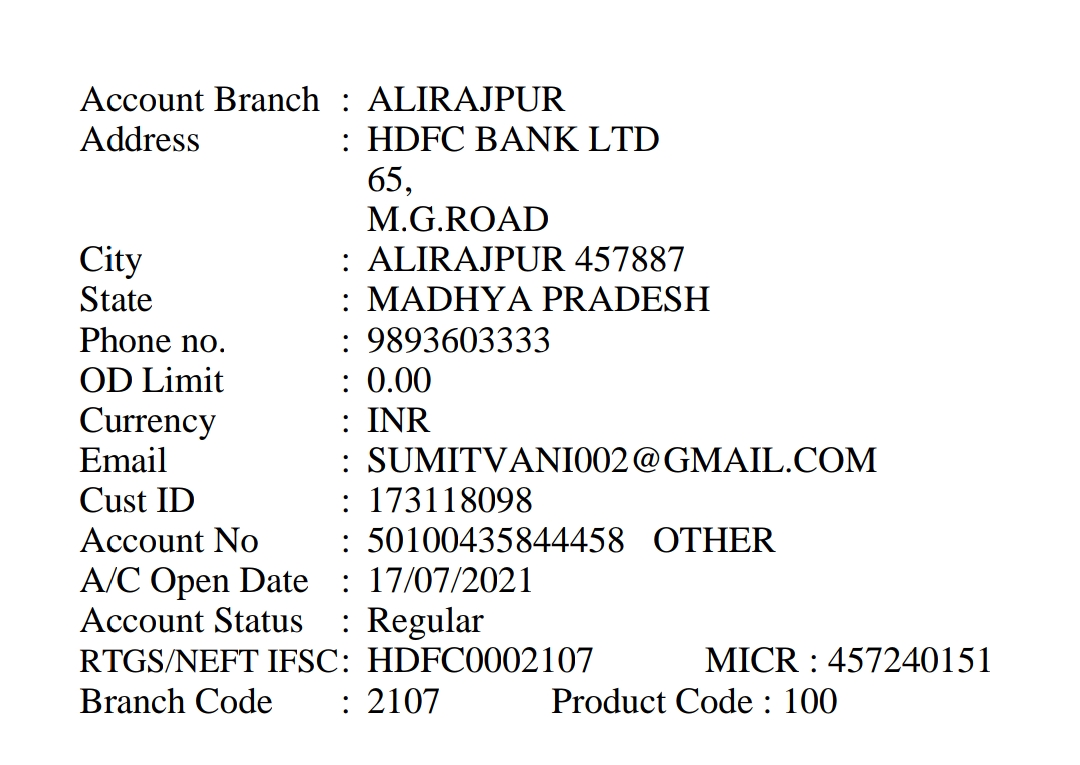 Account Branch : ALIRAJPUR
Address : HDFC BANK LTD
65,
M.G.ROAD
City : ALIRAJPUR 457887
State : MADHYA PRADESH
Phone no. : 9893603333
OD Limit : 0.00
Currency : INR
Email : SUMITVANI002@GMAIL.COM
Cust ID : 173118098
Account No : 50100435844458 OTHER
A/C Open Date : 17/07/2021
Account Status : Regular
RTGS/NEFT IFSC: HDFC0002107 MICR : 457240151
Branch Code : 2107 Product Code : 100